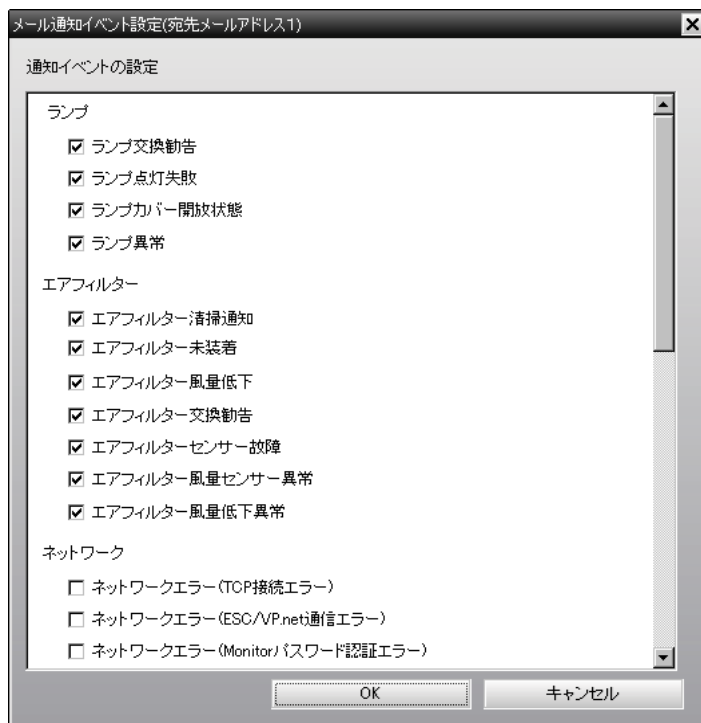 メール通知イベント設定(宛先メールアドレス1)
通知イベントの設定
ランプ
ランプ交換勧告
ランプ点灯失敗
ランプカバー開放状態
ランプ異常
エアフィルター
エアフィルター清掃通知
エアフィルター未装着
エアフィルター風量低下
エアフィルター交換勧告
エアフィルターセンサー故障
エアフィルター風量センサー異常
エアフィルター風量低下異常
ネットワーク
ネットワークエラー(TCP接続エラー)
ネットワークエラー(ESC/VP.net通信エラー)
ネットワークエラー(Monitorパスワード認証エラー)
OK
キャンセル